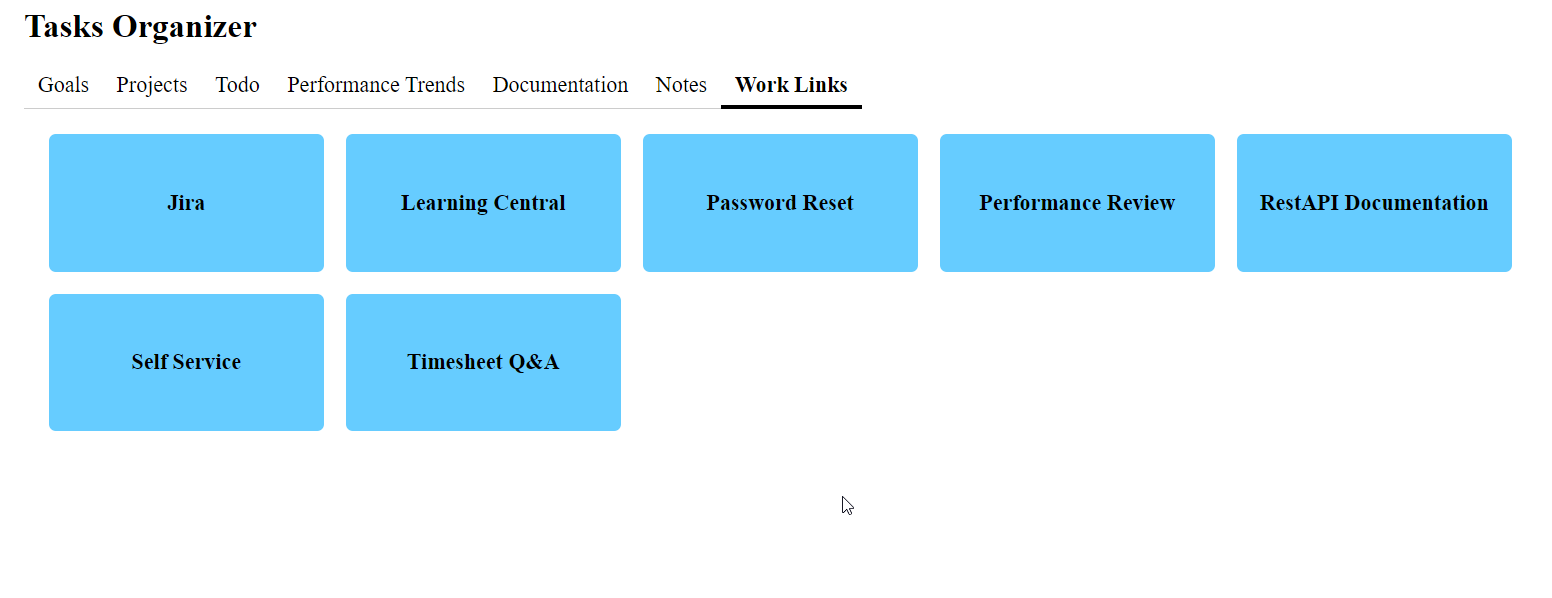 Tasks Organizer
Goals Projects Todo Performance Trends Documentation Notes Work Links
Jira Learning Central Password Reset Performance Review RestAPI Documentation
Self Service Timesheet Q&A